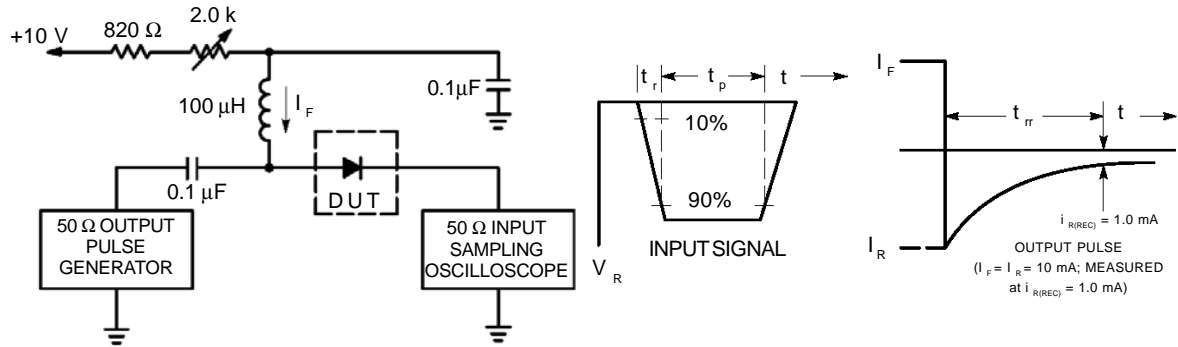 +10 V
820 Ω
2.0 k
100 µH
I F
0.1µF
0.1 µF
D U T
50 Ω OUTPUT
PULSE
GENERATOR
50 Ω INPUT
SAMPLING
OSCILLOSCOPE
t r
t p
t
10%
90%
V R
INPUT SIGNAL
I F
t rr
t
i R(REC) = 1.0 mA
I R
OUTPUT PULSE
(I F = I R = 10 mA; MEASURED
at i R(REC) = 1.0 mA)